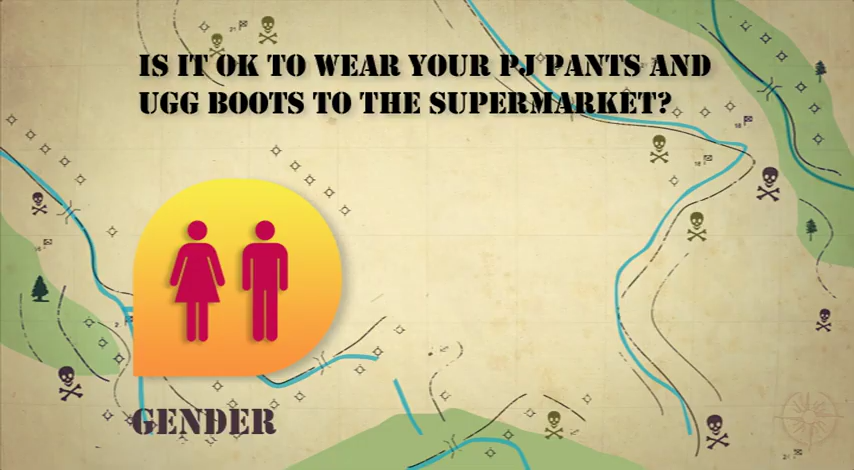 IS IT OK TO WEAR YOUR PJ PANTS AND
UGG BOOTS TO THE SUPERMARKET?
GENDER